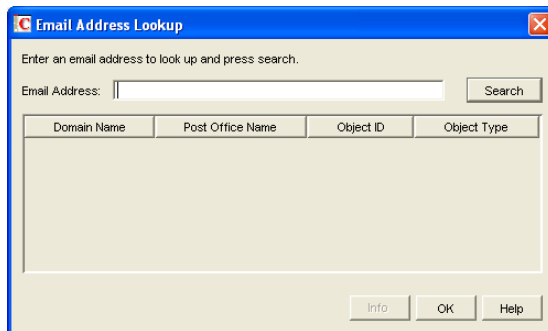 C Email Address Lookup
Enter an email address to look up and press search.
Email Address: Search
Domain Name Post Office Name Object ID Object Type
Info OK Help